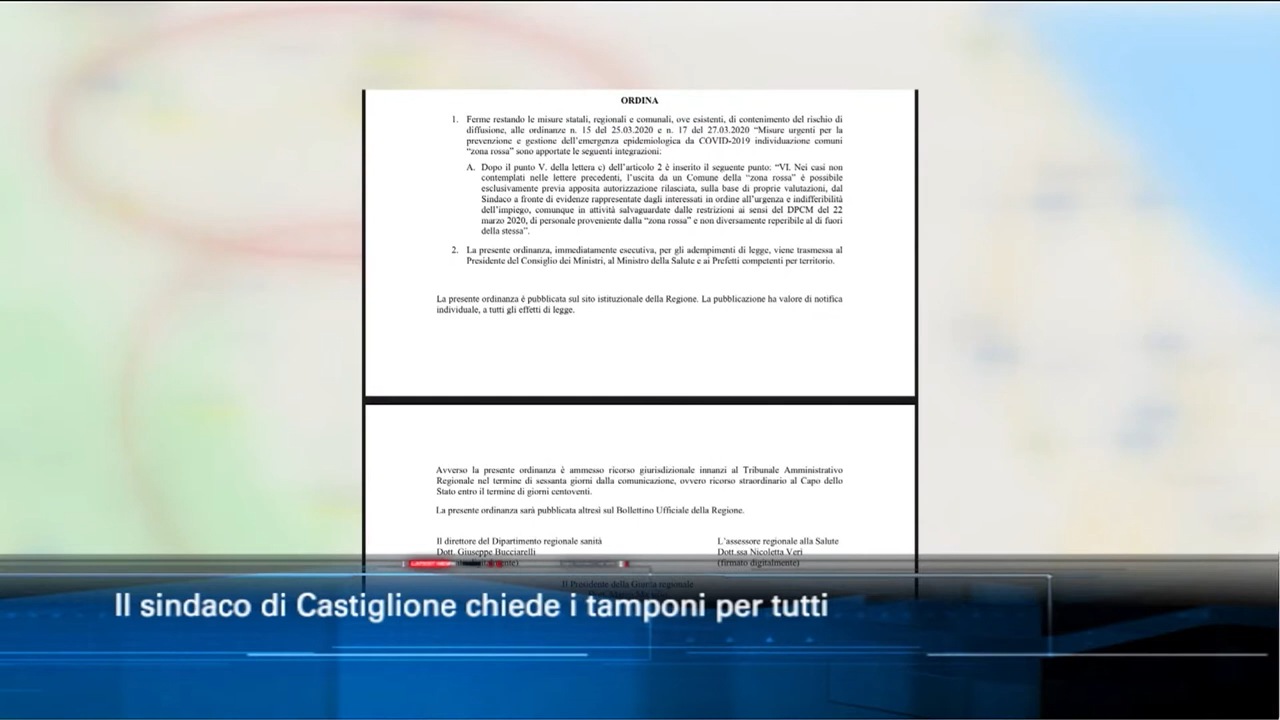 ORDINA
1. Ferme restando le misure statali, regionali e comunali, ove esistenti, di contenimento del rischio di
diffusione, alle ordinanze n. 15 del 25.03.2020 e n. 17 del 27.03.2020 “Misure urgenti per la
prevenzione e gestione dell’emergenza epidemiologica da COVID-2019 individuazione comuni
“zona rossa” sono apportate le seguenti integrazioni:
A. Dopo il punto V. della lettera c) dell’articolo 2 è inserito il seguente punto: “VI. Nei casi non
contemplati nelle lettere precedenti, l’uscita da un Comune della “zona rossa” è possibile
esclusivamente previa apposita autorizzazione rilasciata, sulla base di proprie valutazioni, dal
Sindaco a fronte di evidenze rappresentate dagli interessati in ordine all’urgenza e indifferibilità
dell’impiego, comunque in attività salvaguardate dalle restrizioni ai sensi del DPCM del 22
marzo 2020, di personale proveniente dalla “zona rossa” e non diversamente reperibile al di fuori
della stessa”.
2. La presente ordinanza, immediatamente esecutiva, per gli adempimenti di legge, viene trasmessa al
Presidente del Consiglio dei Ministri, al Ministro della Salute e ai Prefetti competenti per territorio.
La presente ordinanza è pubblicata sul sito istituzionale della Regione. La pubblicazione ha valore di notifica
individuale, a tutti gli effetti di legge.
Avverso la presente ordinanza è ammesso ricorso giurisdizionale innanzi al Tribunale Amministrativo
Regionale nel termine di sessanta giorni dalla comunicazione, ovvero ricorso straordinario al Capo dello
Stato entro il termine di giorni centoventi.
La presente ordinanza sarà pubblicata altresì sul Bollettino Ufficiale della Regione.
Il direttore del Dipartimento regionale sanità
Dott. Giuseppe Bucciarelli
L’assessore regionale alla Salute
Dott.ssa Nicoletta Verì
(firmato digitalmente)
Il Presidente della Giunta regionale
Il sindaco di Castiglione chiede i tamponi per tutti